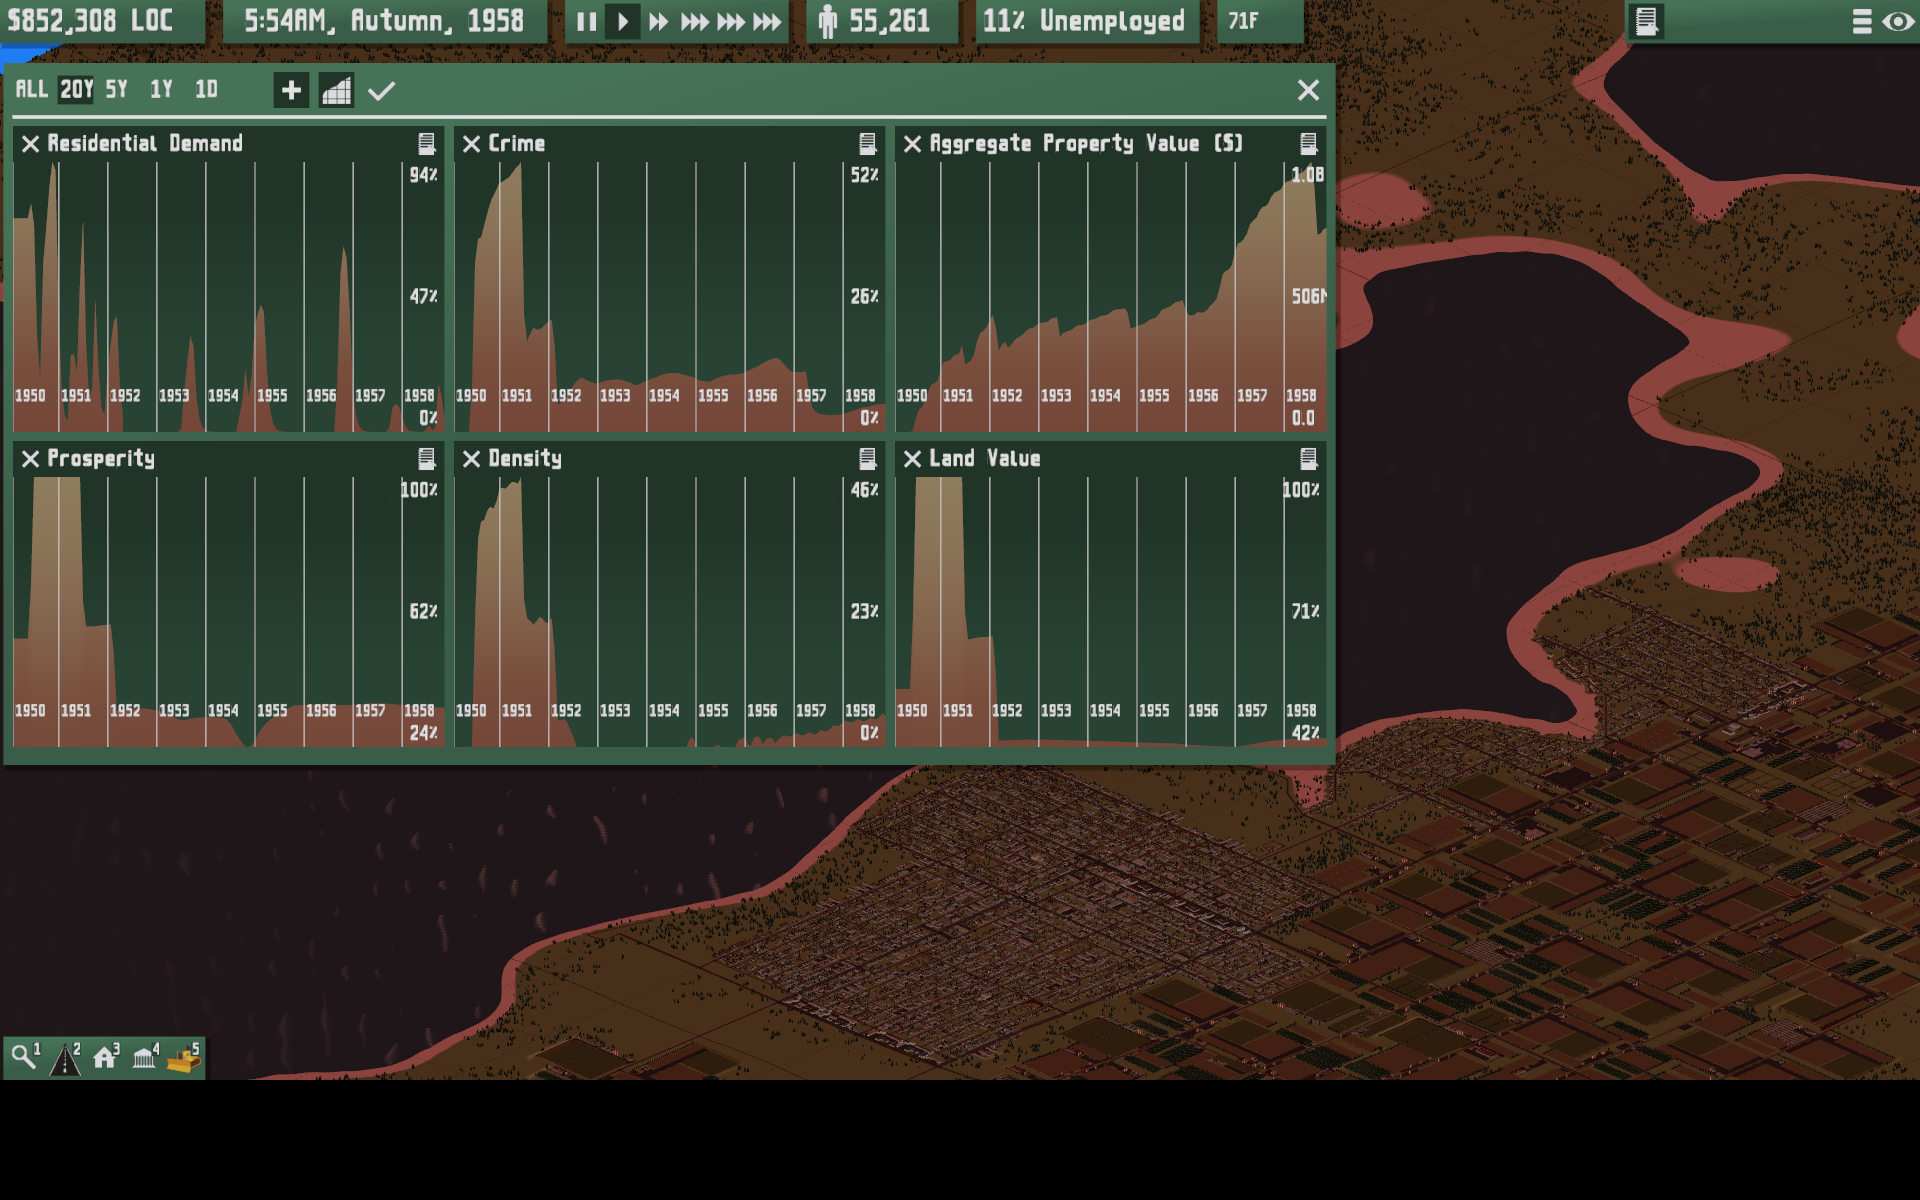 $852,308 LOC 5:54AM, Autumn, 1958 55,261 11% Unemployed 71F
ALL 20Y 5Y 1Y 1D
Residential Demand
94%
47%
1950 1951 1952 1953 1954 1955 1956 1957 1958
0%
Crime
52%
26%
1950 1951 1952 1953 1954 1955 1956 1957 1958
0%
Aggregate Property Value ($)
1.0B
506M
1950 1951 1952 1953 1954 1955 1956 1957 1958
0.0
Prosperity
100%
62%
1950 1951 1952 1953 1954 1955 1956 1957 1958
24%
Density
46%
23%
1950 1951 1952 1953 1954 1955 1956 1957 1958
0%
Land Value
100%
71%
1950 1951 1952 1953 1954 1955 1956 1957 1958
42%
1 2 3 4 5